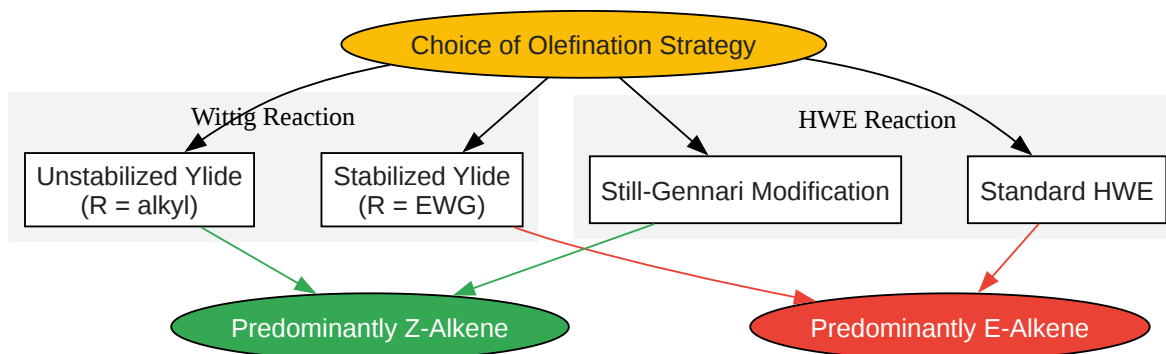 Choice of Olefination Strategy
Wittig Reaction
HWE Reaction
Unstabilized Ylide
(R = alkyl)
Stabilized Ylide
(R = EWG)
Still-Gennari Modification
Standard HWE
Predominantly Z-Alkene
Predominantly E-Alkene